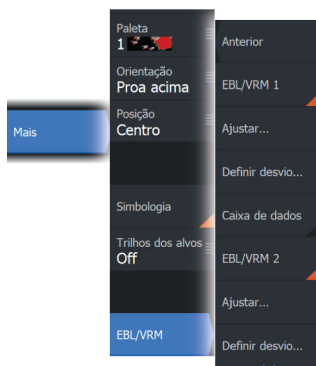 Mais
Paleta
1
Orientação
Proa acima
Posição
Centro
Simbologia
Trilhos dos alvos
Off
EBL/VRM
Anterior
EBL/VRM 1
Ajustar...
Definir desvio...
Caixa de dados
EBL/VRM 2
Ajustar...
Definir desvio...